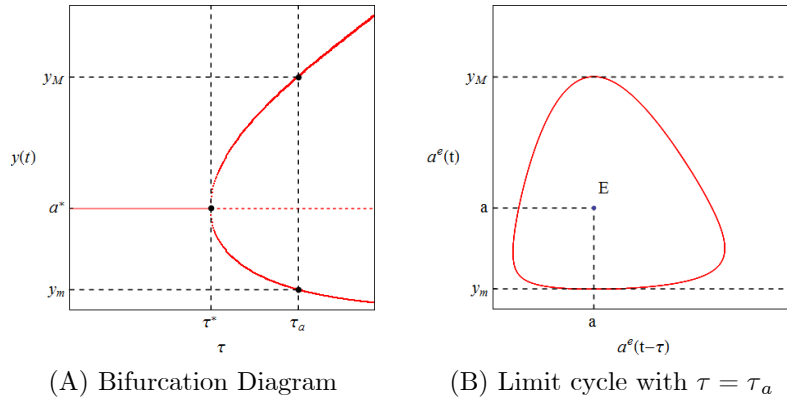 y_M
y(t)
a*
y_m
τ*
τ_a
τ
(A) Bifurcation Diagram
y_M
a^e(t)
E
a
y_m
a
a^e(t−τ)
(B) Limit cycle with τ = τ_a